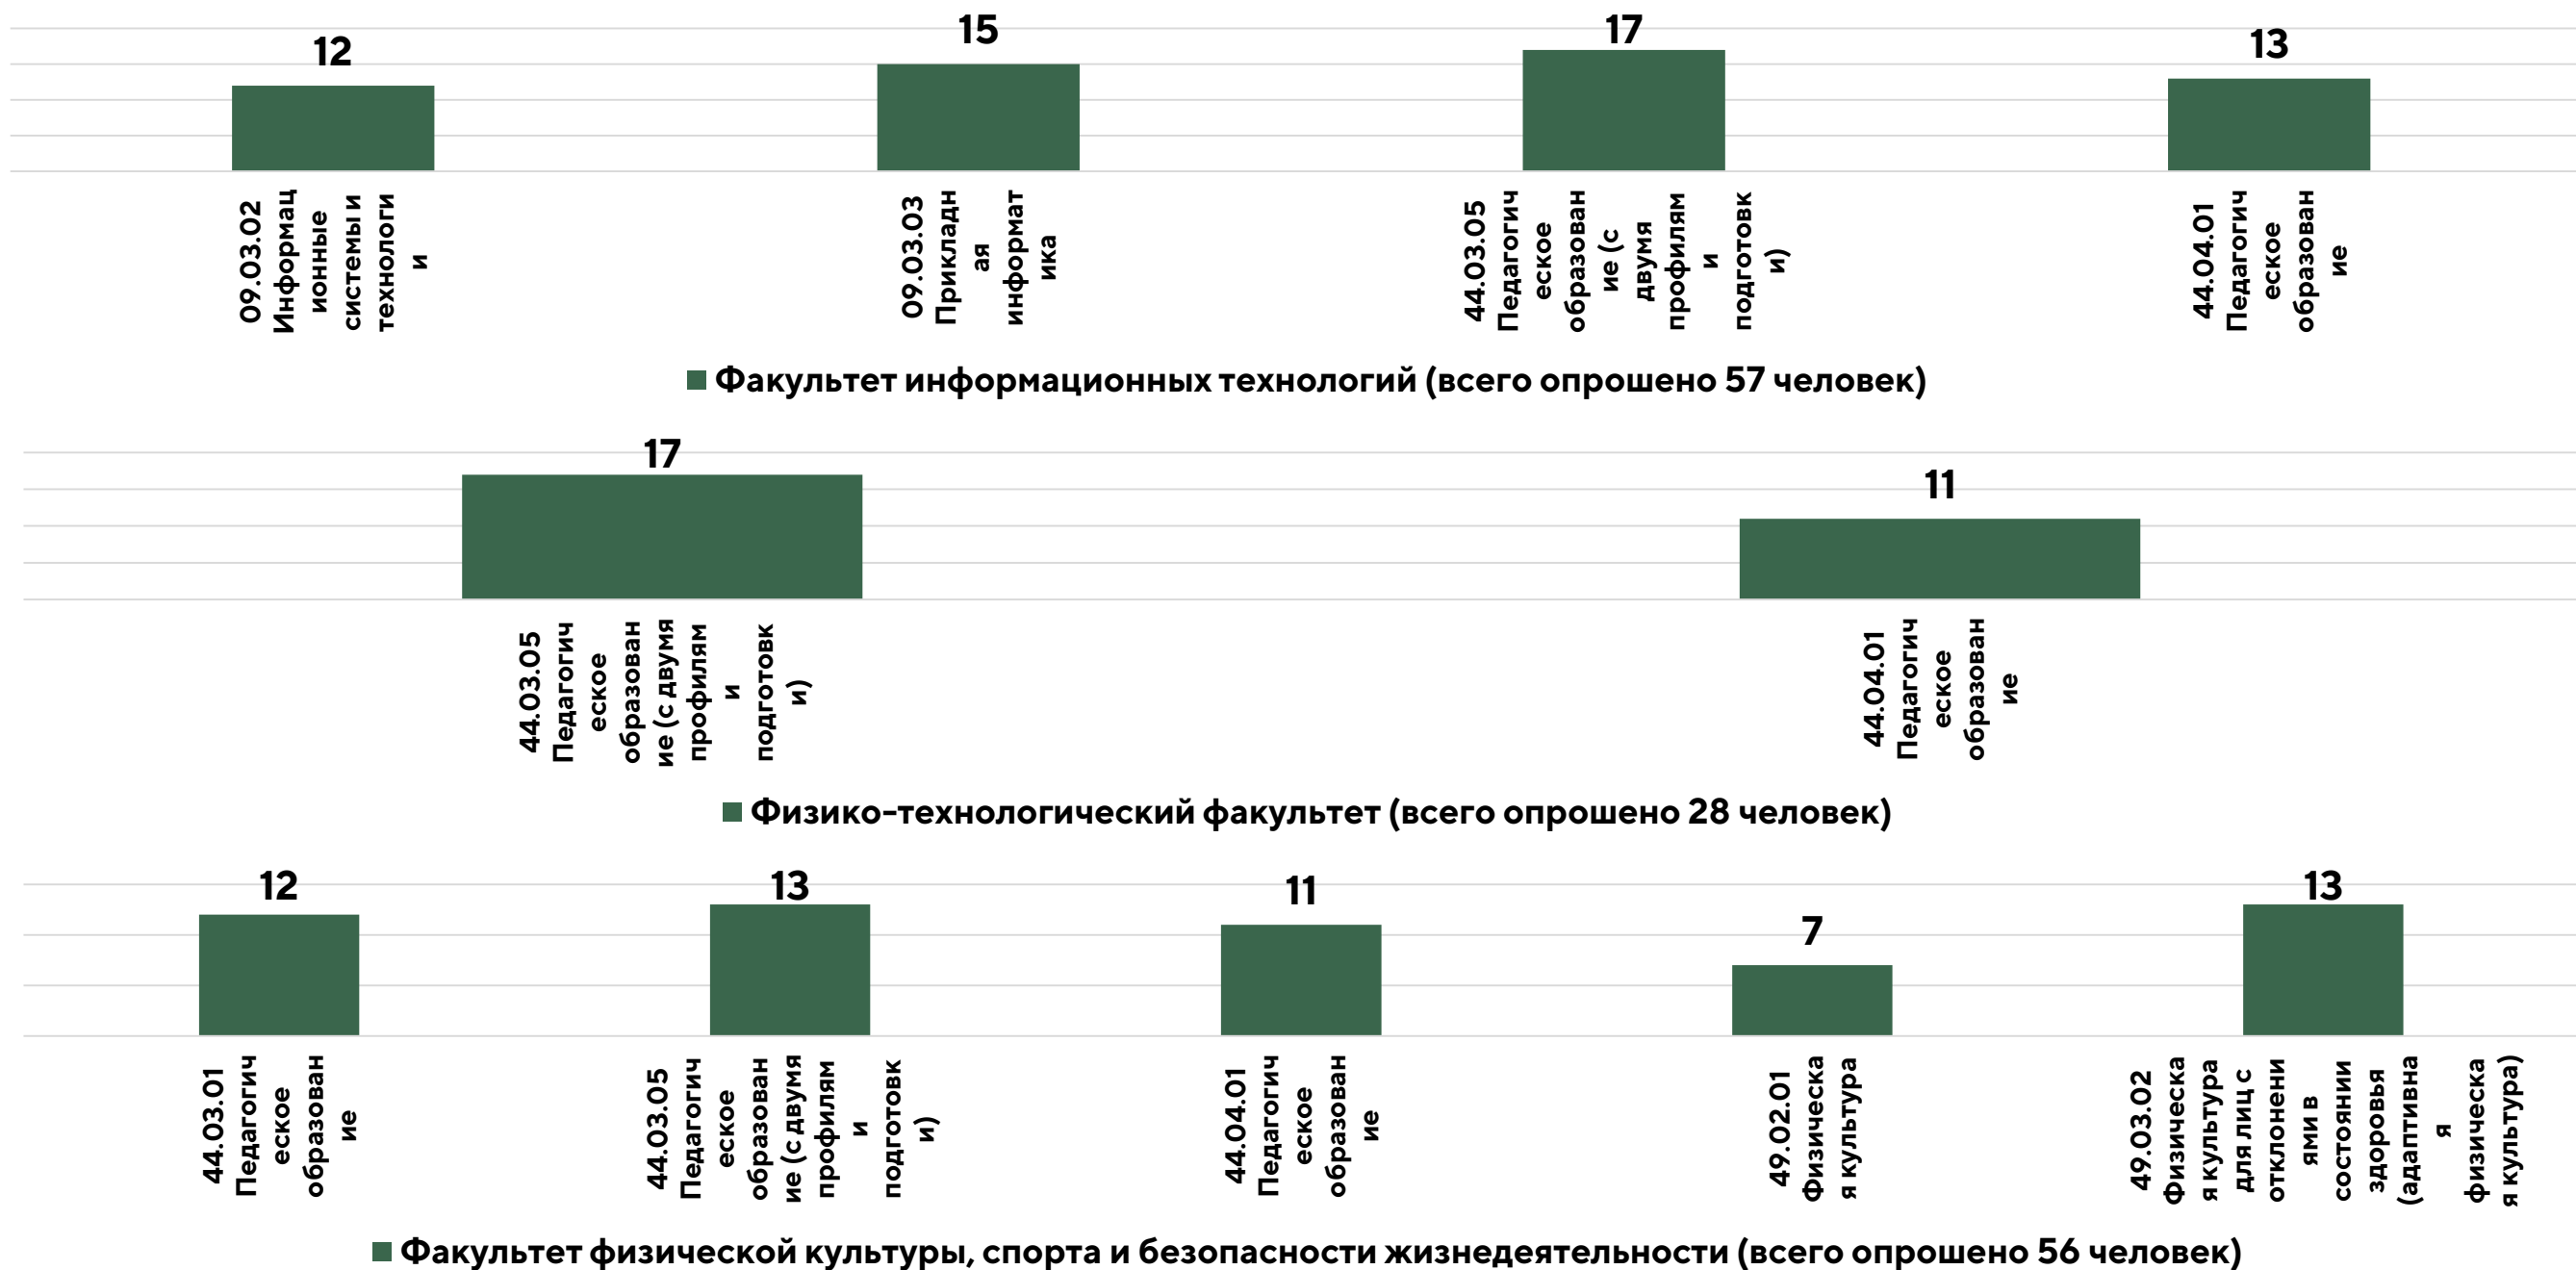 12
15
17
13
09.03.02
Информац
ионные
системы и
технологи
и
09.03.03
Прикладн
ая
информат
ика
44.03.05
Педагогич
еское
образован
ие (с
двумя
профилям
и
подготовк
и)
44.04.01
Педагогич
еское
образован
ие
Факультет информационных технологий (всего опрошено 57 человек)
17
11
44.03.05
Педагогич
еское
образован
ие (с двумя
профилям
и
подготовк
и)
44.04.01
Педагогич
еское
образован
ие
Физико-технологический факультет (всего опрошено 28 человек)
12
13
11
7
13
44.03.01
Педагогич
еское
образован
ие
44.03.05
Педагогич
еское
образован
ие (с двумя
профилям
и
подготовк
и)
44.04.01
Педагогич
еское
образован
ие
49.02.01
Физическа
я культура
49.03.02
Физическа
я культура
для лиц с
отклонени
ями в
состоянии
здоровья
(адаптивна
я
физическа
я культура)
Факультет физической культуры, спорта и безопасности жизнедеятельности (всего опрошено 56 человек)